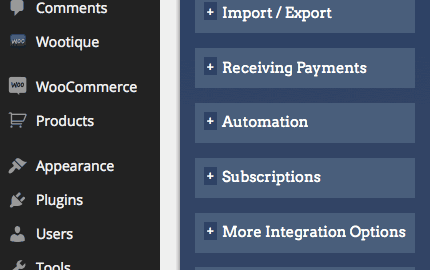 Comments
Wootique
WooCommerce
Products
Appearance
Plugins
Users
Tools
+ Import / Export
+ Receiving Payments
+ Automation
+ Subscriptions
+ More Integration Options